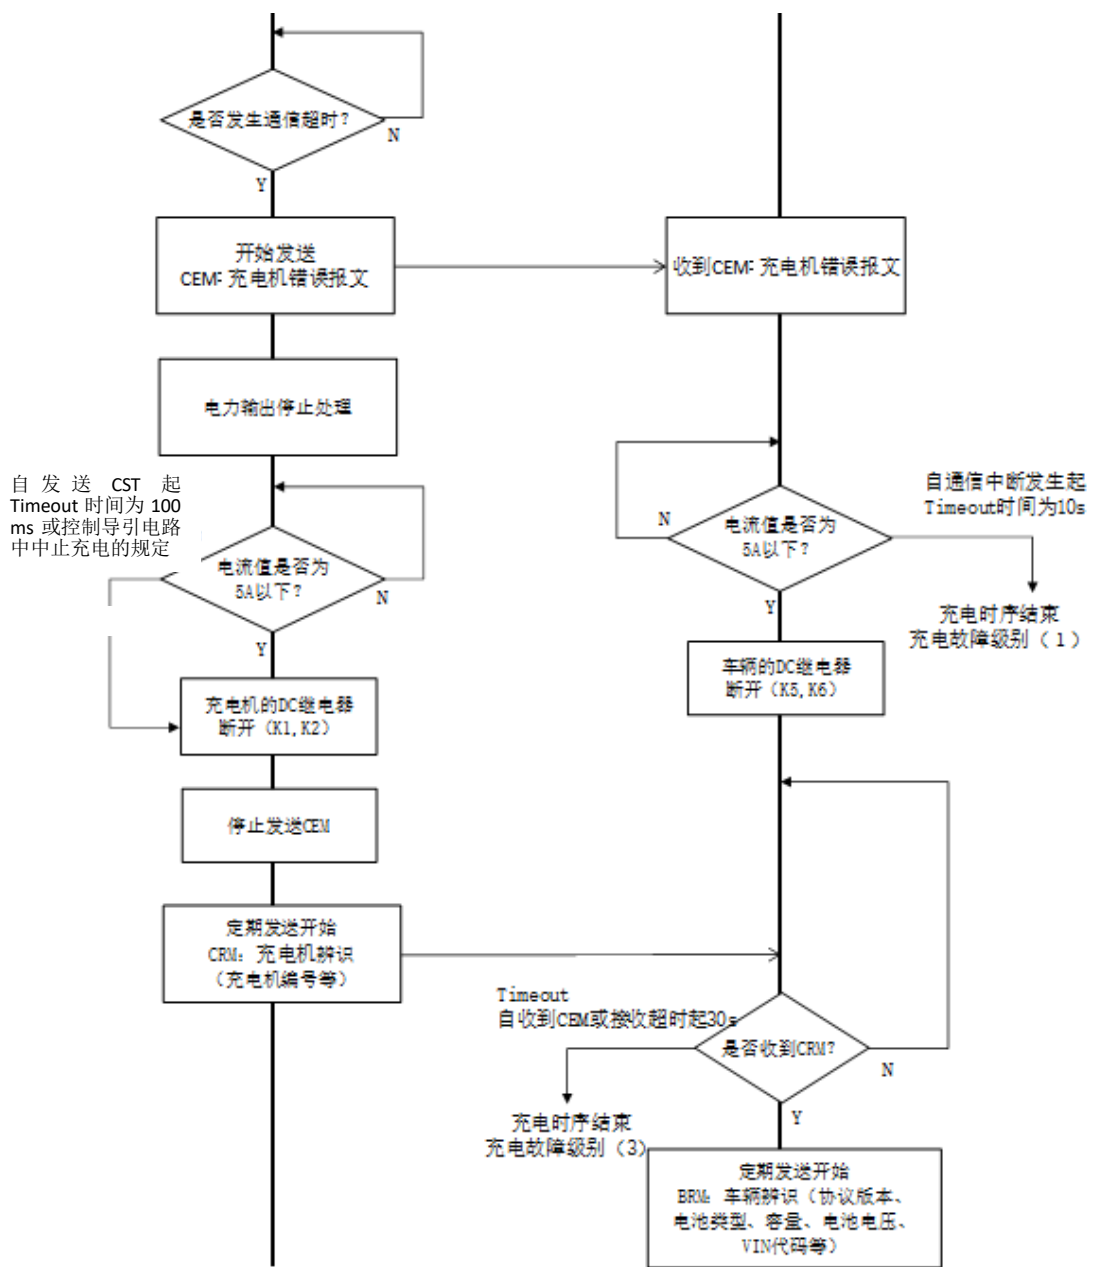 是否发生通信超时？
N
Y
开始发送
CEM：充电机错误报文
收到CEM：充电机错误报文
电力输出停止处理
自发送 CST 起
Timeout 时间为 100
ms 或控制导引电路
中中止充电的规定
电流值是否为
5A以下？
N
Y
自通信中断发生起
Timeout时间为10s
N
电流值是否为
5A以下？
Y
充电时序结束
充电故障级别（1）
充电机的DC继电器
断开（K1,K2）
车辆的DC继电器
断开（K5,K6）
停止发送CEM
定期发送开始
CRM：充电机辨识
（充电机编号等）
Timeout
自收到CEM或接收超时起30s
是否收到CRM？
N
Y
充电时序结束
充电故障级别（3）
定期发送开始
BRM：车辆辨识（协议版本、
电池类型、容量、电池电压、
VIN代码等）